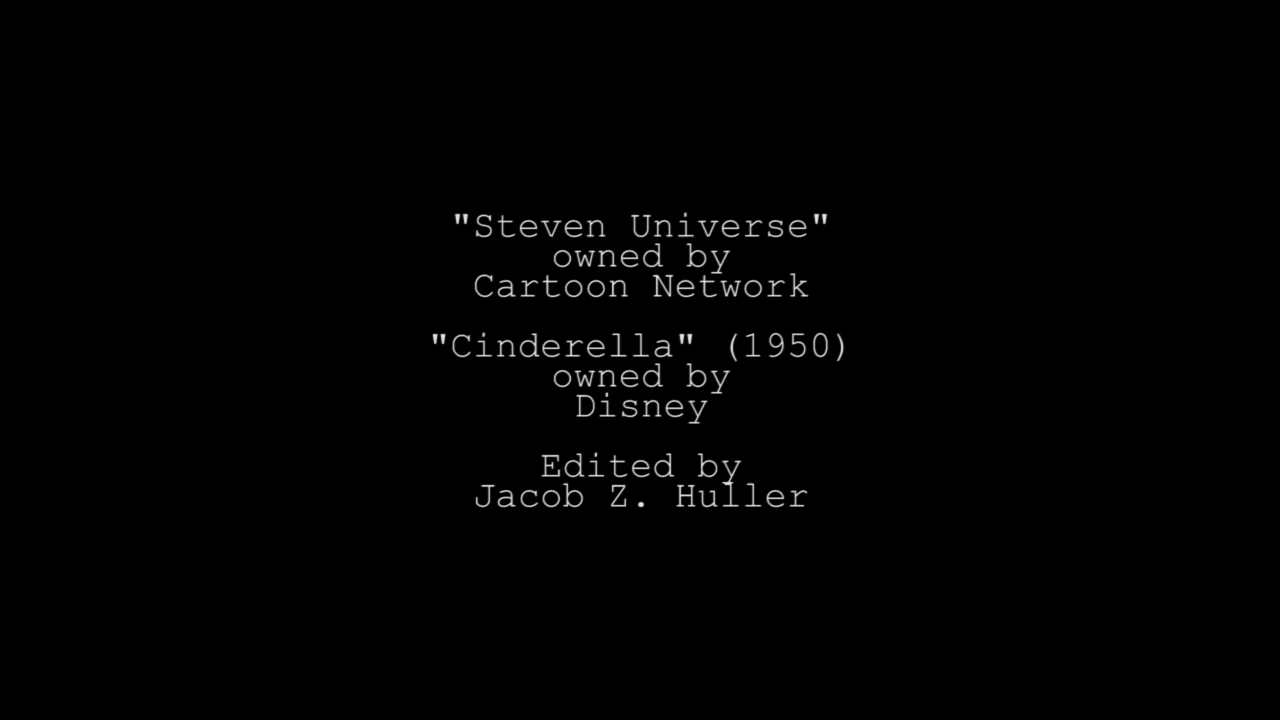 "Steven Universe"
owned by
Cartoon Network
"Cinderella" (1950)
owned by
Disney
Edited by
Jacob Z. Huller